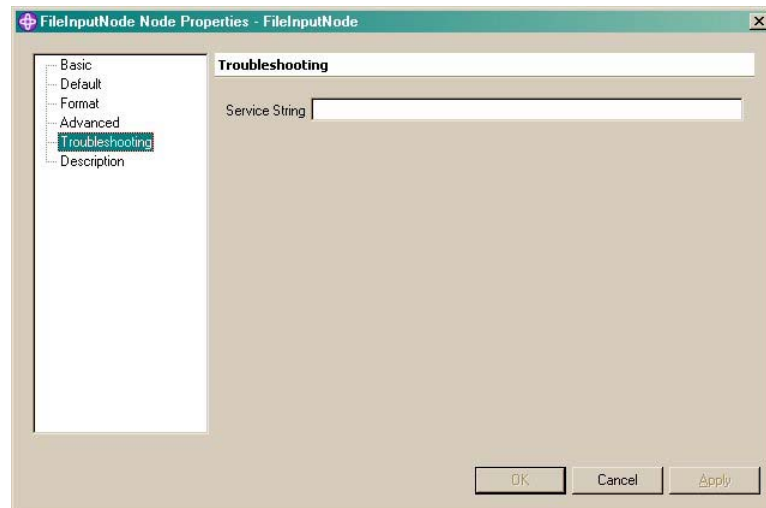 FileInputNode Node Properties - FileInputNode
Basic
Default
Format
Advanced
Troubleshooting
Description
Troubleshooting
Service String
OK
Cancel
Apply